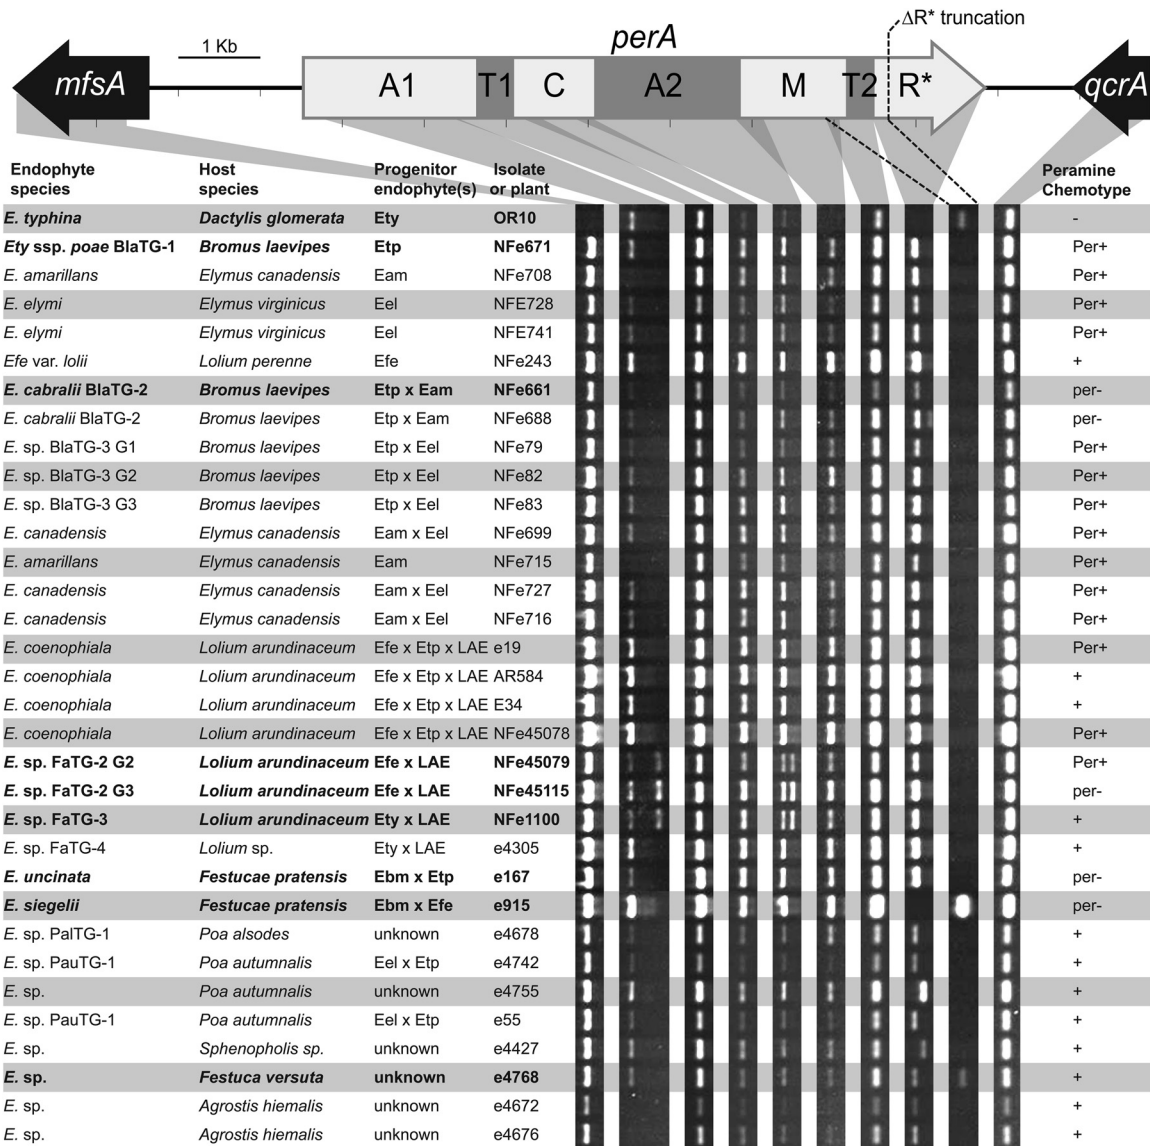 ΔR* truncation
perA
1 Kb
mfsA A1 T1 C A2 M T2 R* qcrA
Endophyte species Host species Progenitor endophyte(s) Isolate or plant Peramine Chemotype
E. typhina Dactylis glomerata Ety OR10 -
Ety ssp. poae BlaTG-1 Bromus laevipes Etp NFe671 Per+
E. amarillans Elymus canadensis Eam NFe708 Per+
E. elymi Elymus virginicus Eel NFE728 Per+
E. elymi Elymus virginicus Eel NFE741 Per+
Efe var. lolii Lolium perenne Efe NFe243 +
E. cabralii BlaTG-2 Bromus laevipes Etp x Eam NFe661 per-
E. cabralii BlaTG-2 Bromus laevipes Etp x Eam NFe688 per-
E. sp. BlaTG-3 G1 Bromus laevipes Etp x Eel NFe79 Per+
E. sp. BlaTG-3 G2 Bromus laevipes Etp x Eel NFe82 Per+
E. sp. BlaTG-3 G3 Bromus laevipes Etp x Eel NFe83 Per+
E. canadensis Elymus canadensis Eam x Eel NFe699 Per+
E. amarillans Elymus canadensis Eam NFe715 Per+
E. canadensis Elymus canadensis Eam x Eel NFe727 Per+
E. canadensis Elymus canadensis Eam x Eel NFe716 Per+
E. coenophiala Lolium arundinaceum Efe x Etp x LAE e19 Per+
E. coenophiala Lolium arundinaceum Efe x Etp x LAE AR584 +
E. coenophiala Lolium arundinaceum Efe x Etp x LAE E34 +
E. coenophiala Lolium arundinaceum Efe x Etp x LAE NFe45078 Per+
E. sp. FaTG-2 G2 Lolium arundinaceum Efe x LAE NFe45079 Per+
E. sp. FaTG-2 G3 Lolium arundinaceum Efe x LAE NFe45115 per-
E. sp. FaTG-3 Lolium arundinaceum Ety x LAE NFe1100 +
E. sp. FaTG-4 Lolium sp. Ety x LAE e4305 +
E. uncinata Festucae pratensis Ebm x Etp e167 per-
E. siegelii Festucae pratensis Ebm x Efe e915 per-
E. sp. PalTG-1 Poa alsodes unknown e4678 +
E. sp. PauTG-1 Poa autumnalis Eel x Etp e4742 +
E. sp. Poa autumnalis unknown e4755 +
E. sp. PauTG-1 Poa autumnalis Eel x Etp e55 +
E. sp. Sphenopholis sp. unknown e4427 +
E. sp. Festuca versuta unknown e4768 +
E. sp. Agrostis hiemalis unknown e4672 +
E. sp. Agrostis hiemalis unknown e4676 +